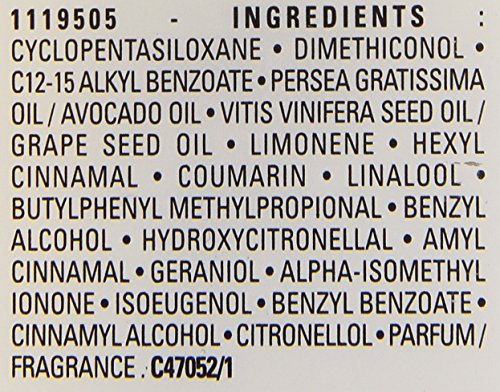 1119505 - INGREDIENTS :
CYCLOPENTASILOXANE • DIMETHICONOL •
C12-15 ALKYL BENZOATE • PERSEA GRATISSIMA
OIL / AVOCADO OIL • VITIS VINIFERA SEED OIL /
GRAPE SEED OIL • LIMONENE • HEXYL
CINNAMAL • COUMARIN • LINALOOL •
BUTYLPHENYL METHYLPROPIONAL • BENZYL
ALCOHOL • HYDROXYCITRONELLAL • AMYL
CINNAMAL • GERANIOL • ALPHA-ISOMETHYL
IONONE • ISOEUGENOL • BENZYL BENZOATE •
CINNAMYL ALCOHOL • CITRONELLOL • PARFUM /
FRAGRANCE . C47052/1